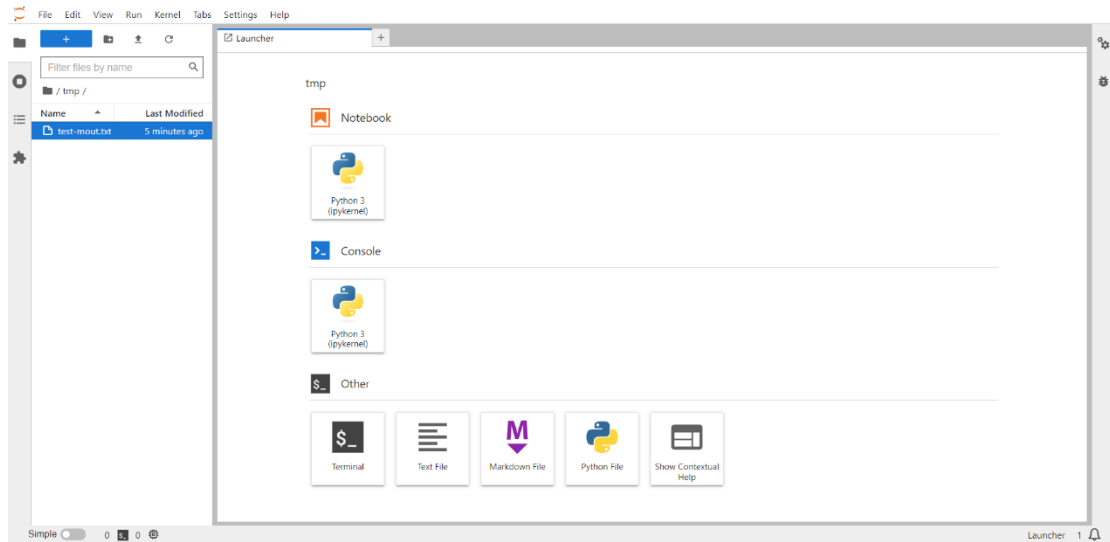 File Edit View Run Kernel Tabs Settings Help
+
Filter files by name
/ tmp /
Name Last Modified
test-mout.txt 5 minutes ago
Launcher +
tmp
Notebook
Python 3
(ipykernel)
>_ Console
Python 3
(ipykernel)
$_ Other
$_
Terminal
Text File
M
Markdown File
Python File
Show Contextual
Help
Simple 0 $_ 0
Launcher 1